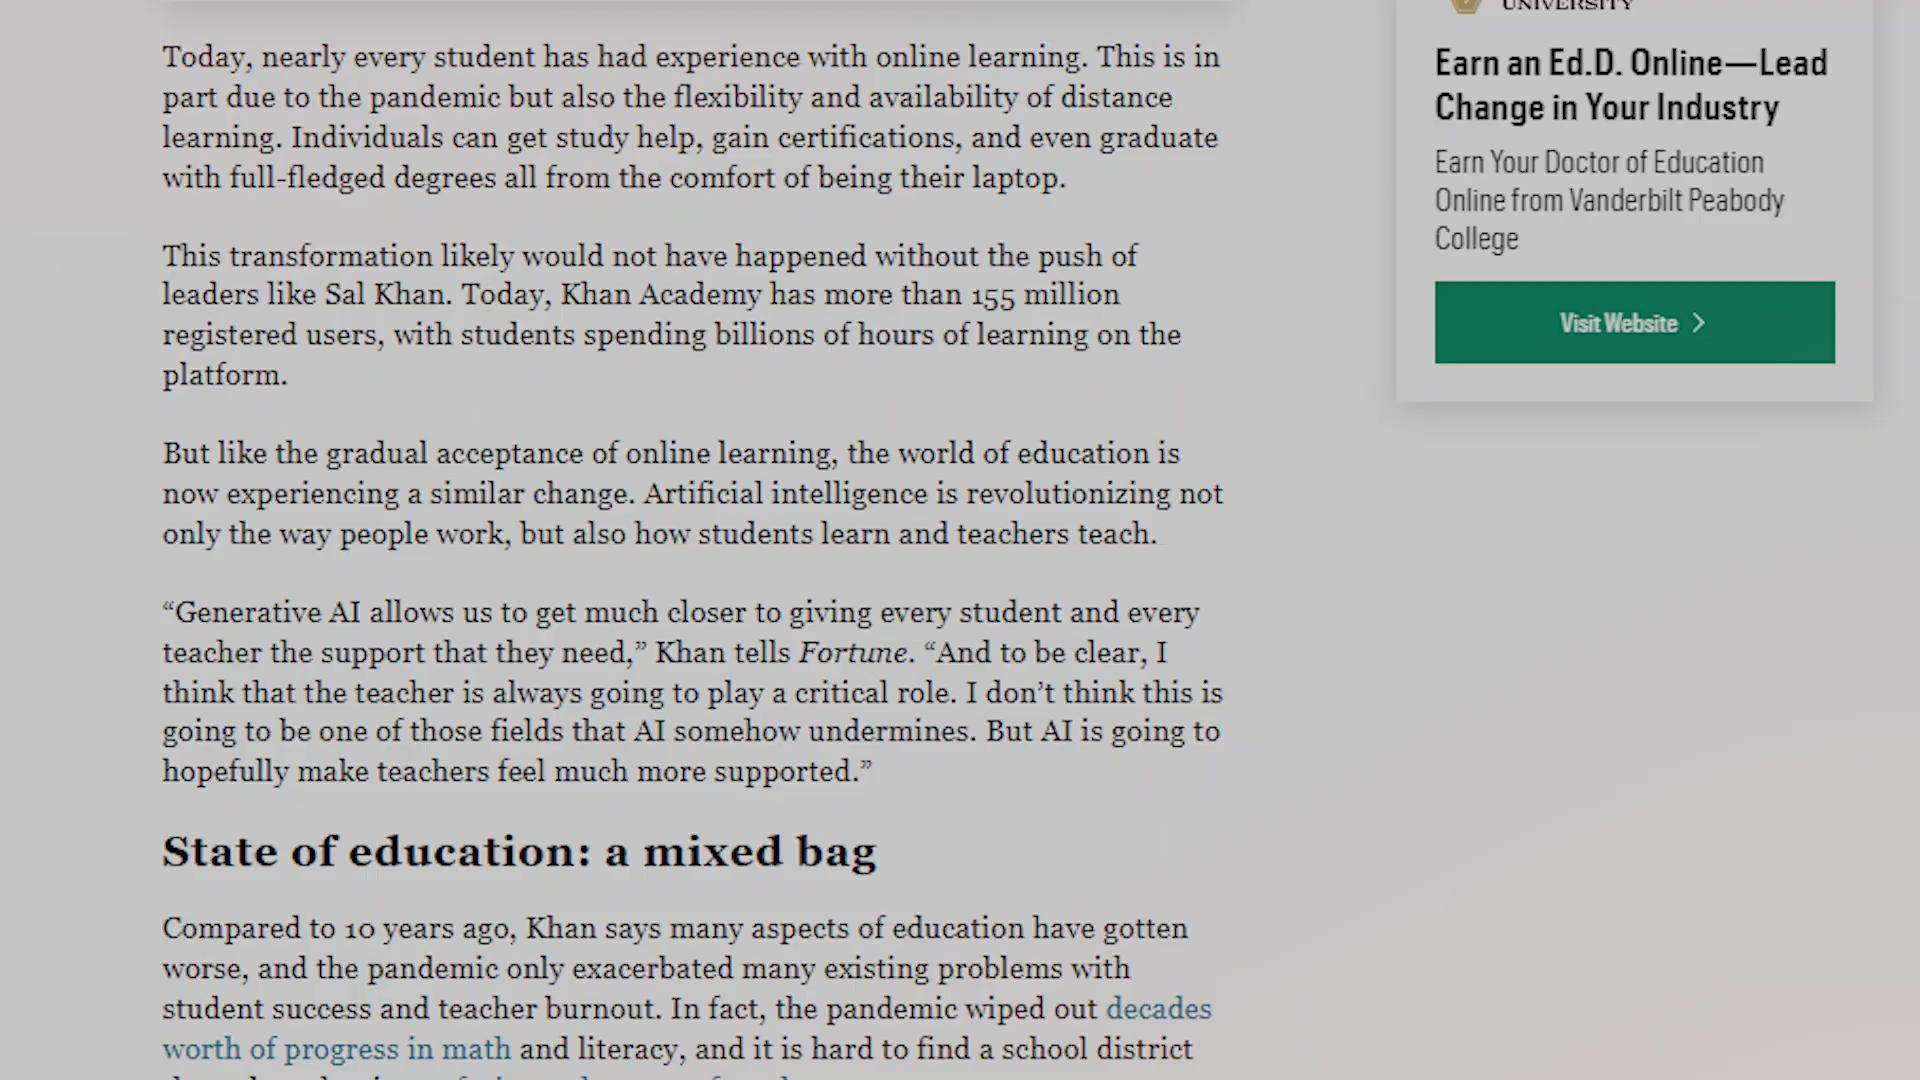 Today, nearly every student has had experience with online learning. This is in
part due to the pandemic but also the flexibility and availability of distance
learning. Individuals can get study help, gain certifications, and even graduate
with full-fledged degrees all from the comfort of being their laptop.
This transformation likely would not have happened without the push of
leaders like Sal Khan. Today, Khan Academy has more than 155 million
registered users, with students spending billions of hours of learning on the
platform.
But like the gradual acceptance of online learning, the world of education is
now experiencing a similar change. Artificial intelligence is revolutionizing not
only the way people work, but also how students learn and teachers teach.
“Generative AI allows us to get much closer to giving every student and every
teacher the support that they need,” Khan tells Fortune. “And to be clear, I
think that the teacher is always going to play a critical role. I don’t think this is
going to be one of those fields that AI somehow undermines. But AI is going to
hopefully make teachers feel much more supported.”
State of education: a mixed bag
Compared to 10 years ago, Khan says many aspects of education have gotten
worse, and the pandemic only exacerbated many existing problems with
student success and teacher burnout. In fact, the pandemic wiped out decades
worth of progress in math and literacy, and it is hard to find a school district
UNIVERSITY
Earn an Ed.D. Online—Lead
Change in Your Industry
Earn Your Doctor of Education
Online from Vanderbilt Peabody
College
Visit Website